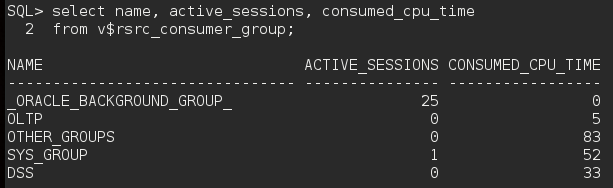 SQL> select name, active_sessions, consumed_cpu_time
  2  from v$rsrc_consumer_group;
NAME                             ACTIVE_SESSIONS CONSUMED_CPU_TIME
-------------------------------- --------------- -----------------
_ORACLE_BACKGROUND_GROUP_                     25                 0
OLTP                                           0                 5
OTHER_GROUPS                                   0                83
SYS_GROUP                                      1                52
DSS                                            0                33